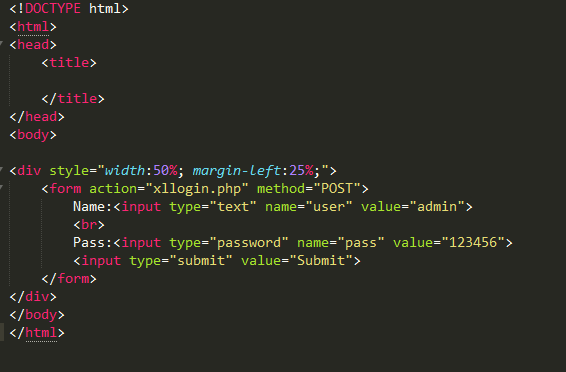 <!DOCTYPE html>
<html>
<head>
    <title>

    </title>
</head>
<body>

<div style="width:50%; margin-left:25%;">
    <form action="xllogin.php" method="POST">
        Name:<input type="text" name="user" value="admin">
        <br>
        Pass:<input type="password" name="pass" value="123456">
        <input type="submit" value="Submit">
    </form>
</div>
</body>
</html>